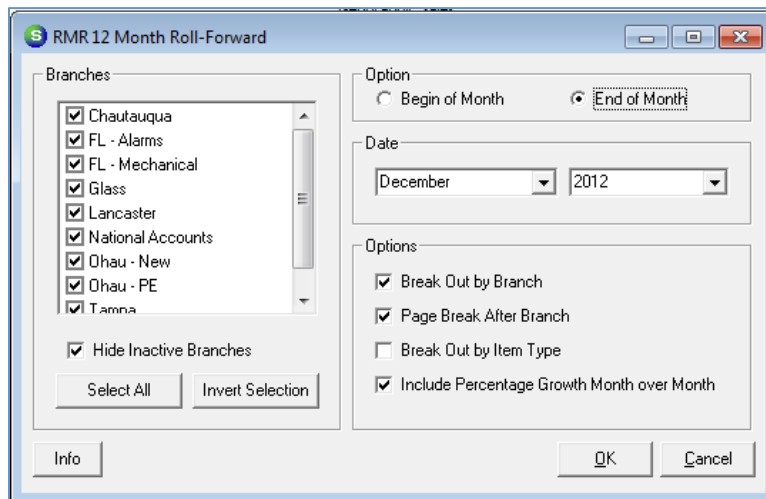 RMR 12 Month Roll-Forward
Branches
Chautauqua
FL - Alarms
FL - Mechanical
Glass
Lancaster
National Accounts
Ohau - New
Ohau - PE
Tampa
Hide Inactive Branches
Select All Invert Selection
Option
Begin of Month End of Month
Date
December 2012
Options
Break Out by Branch
Page Break After Branch
Break Out by Item Type
Include Percentage Growth Month over Month
Info OK Cancel